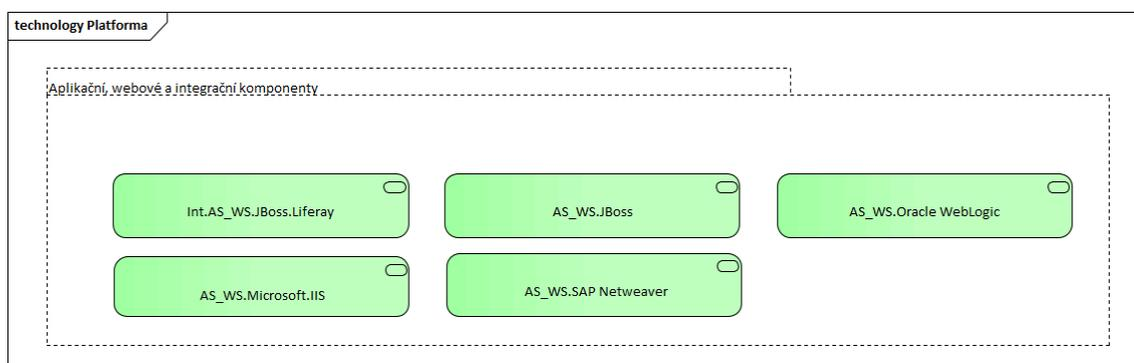 technology Platforma
Aplikační, webové a integrační komponenty
Int.AS_WS.JBoss.Liferay
AS_WS.JBoss
AS_WS.Oracle WebLogic
AS_WS.Microsoft.IIS
AS_WS.SAP Netweaver